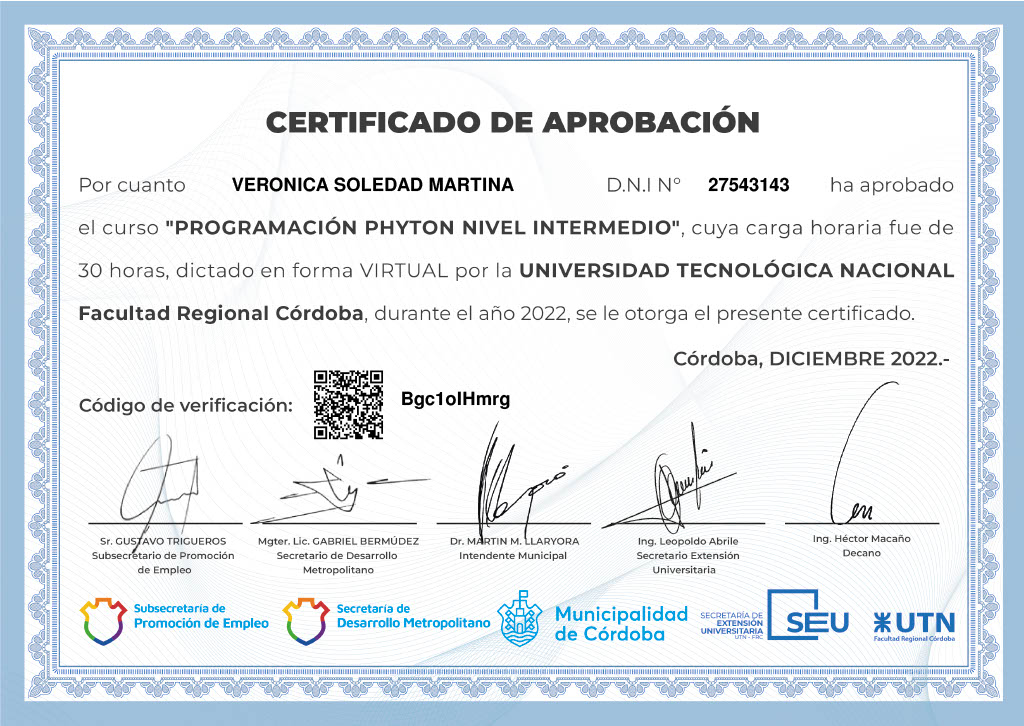 CERTIFICADO DE APROBACIÓN
Por cuanto VERONICA SOLEDAD MARTINA D.N.I N° 27543143 ha aprobado
el curso "PROGRAMACIÓN PHYTON NIVEL INTERMEDIO", cuya carga horaria fue de
30 horas, dictado en forma VIRTUAL por la UNIVERSIDAD TECNOLÓGICA NACIONAL
Facultad Regional Córdoba, durante el año 2022, se le otorga el presente certificado.
Córdoba, DICIEMBRE 2022.-
Código de verificación: Bgc1oIHmrg
Sr. GUSTAVO TRIGUEROS
Subsecretario de Promoción
de Empleo
Mgter. Lic. GABRIEL BERMÚDEZ
Secretario de Desarrollo
Metropolitano
Dr. MARTIN M. LLARYORA
Intendente Municipal
Ing. Leopoldo Abrile
Secretario Extensión
Universitaria
Ing. Héctor Macaño
Decano
Subsecretaría de
Promoción de Empleo
Secretaría de
Desarrollo Metropolitano
Municipalidad
de Córdoba
SECRETARÍA DE
EXTENSIÓN
UNIVERSITARIA
UTN - FRC
SEU
UTN
Facultad Regional Córdoba